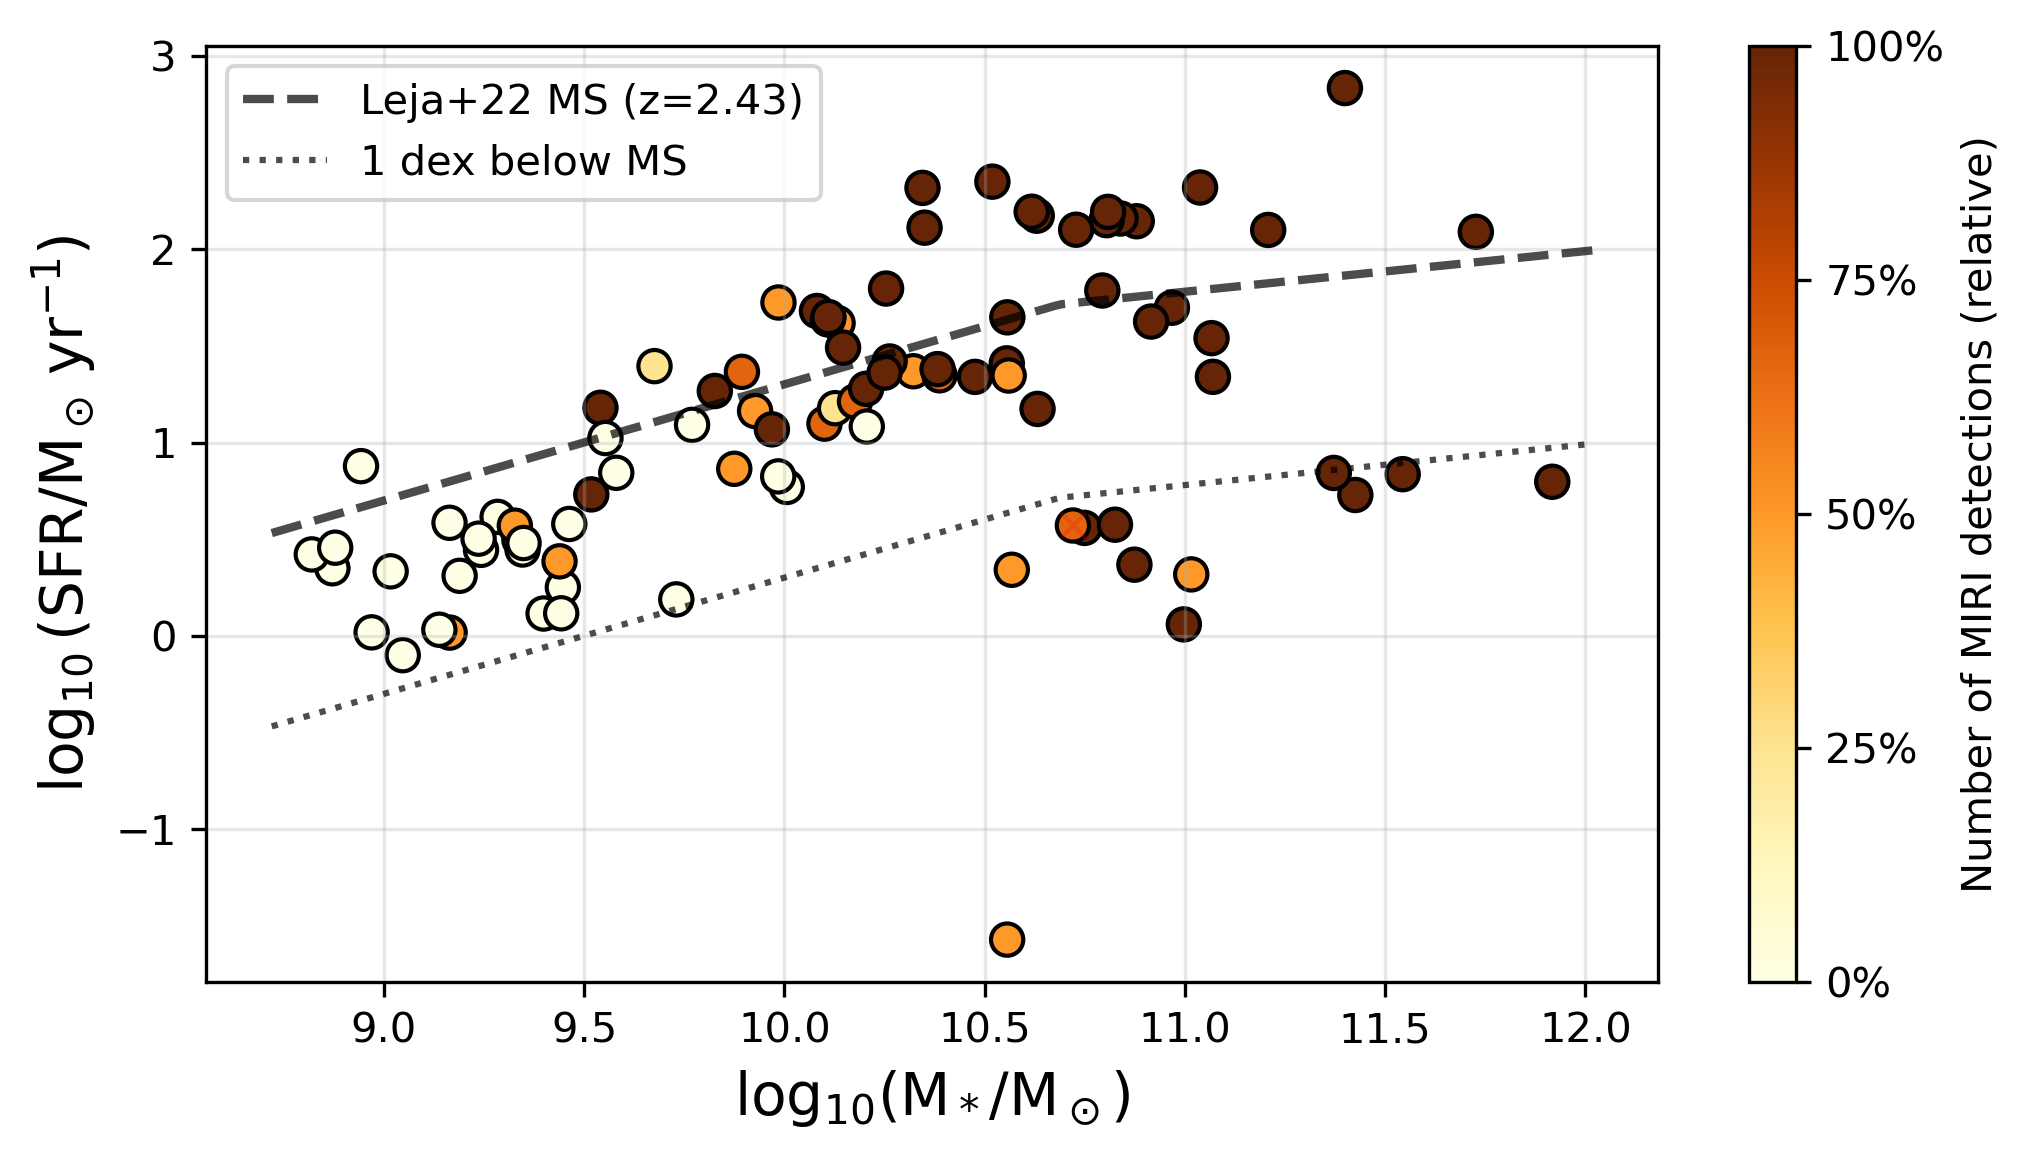 Leja+22 MS (z=2.43)
1 dex below MS
log₁₀ (SFR/M⊙ yr⁻¹)
3
2
1
0
−1
9.0 9.5 10.0 10.5 11.0 11.5 12.0
log₁₀(M*/M⊙)
100%
75%
50%
25%
0%
Number of MIRI detections (relative)